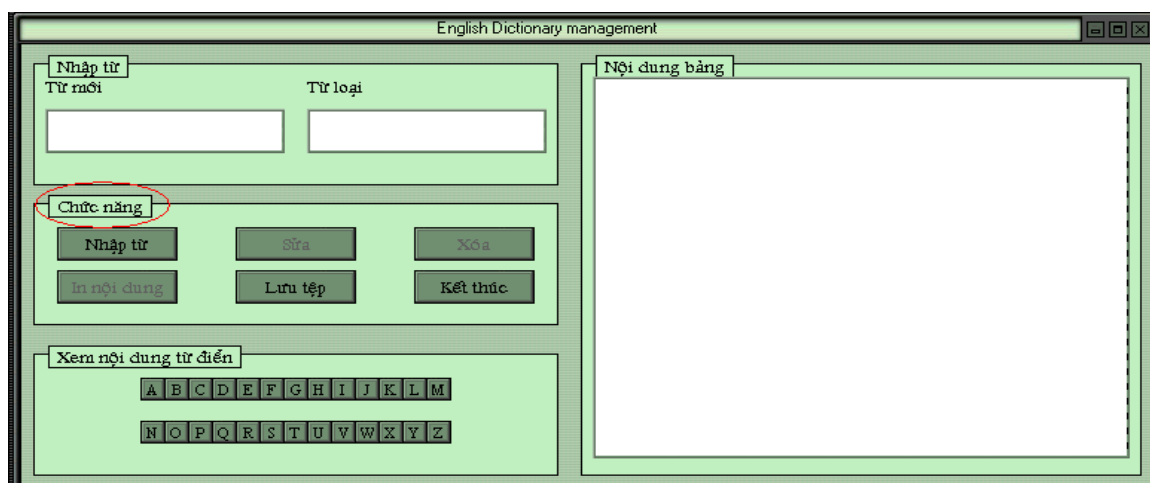 English Dictionary management
Nhập từ
Từ mới Từ loại
Chức năng
Nhập từ Sửa Xóa
In nội dung Lưu tệp Kết thúc
Xem nội dung từ điển
A B C D E F G H I J K L M
N O P Q R S T U V W X Y Z
Nội dung bảng